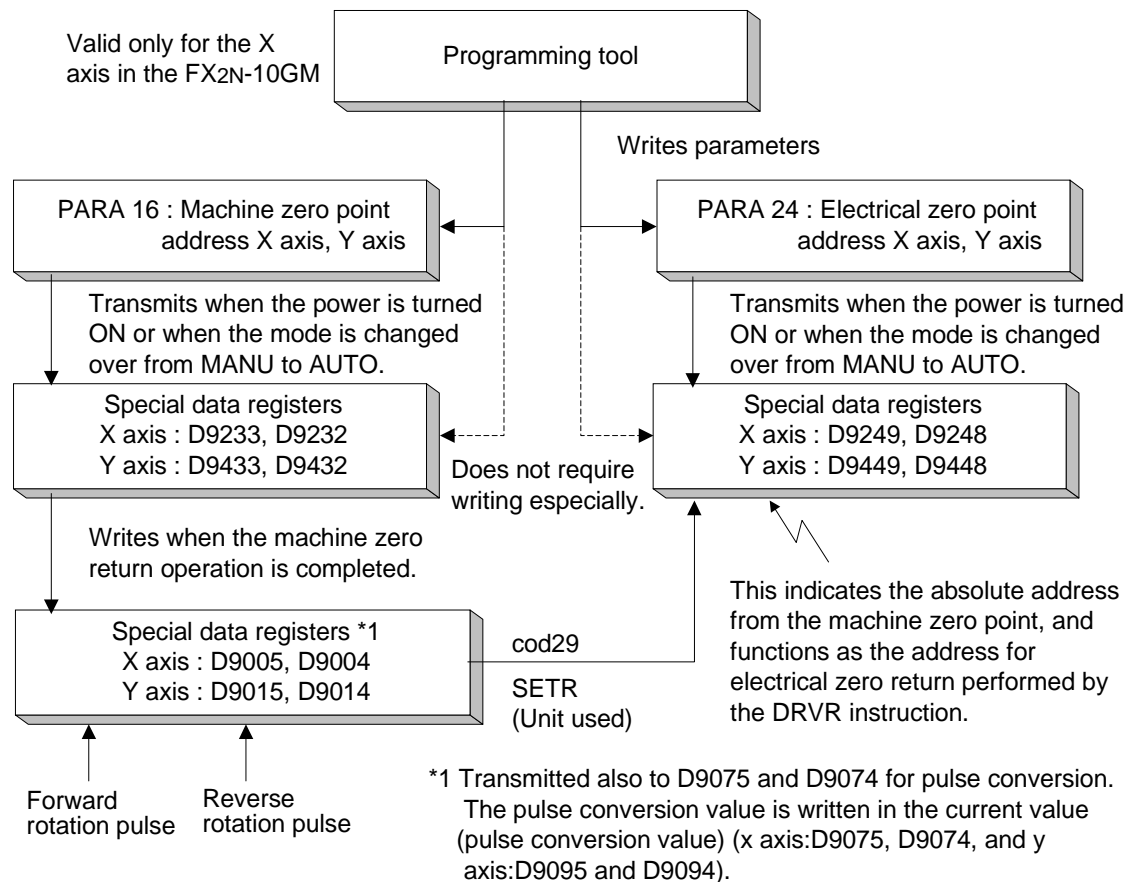 Valid only for the X
axis in the FX2N-10GM
Programming tool
Writes parameters
PARA 16 : Machine zero point
address X axis, Y axis
PARA 24 : Electrical zero point
address X axis, Y axis
Transmits when the power is turned
ON or when the mode is changed
over from MANU to AUTO.
Transmits when the power is turned
ON or when the mode is changed
over from MANU to AUTO.
Special data registers
X axis : D9233, D9232
Y axis : D9433, D9432
Does not require
writing especially.
Special data registers
X axis : D9249, D9248
Y axis : D9449, D9448
Writes when the machine zero
return operation is completed.
This indicates the absolute address
from the machine zero point, and
functions as the address for
electrical zero return performed by
the DRVR instruction.
Special data registers *1
X axis : D9005, D9004
Y axis : D9015, D9014
cod29
SETR
(Unit used)
Forward
rotation pulse
Reverse
rotation pulse
*1 Transmitted also to D9075 and D9074 for pulse conversion.
The pulse conversion value is written in the current value
(pulse conversion value) (x axis:D9075, D9074, and y
axis:D9095 and D9094).